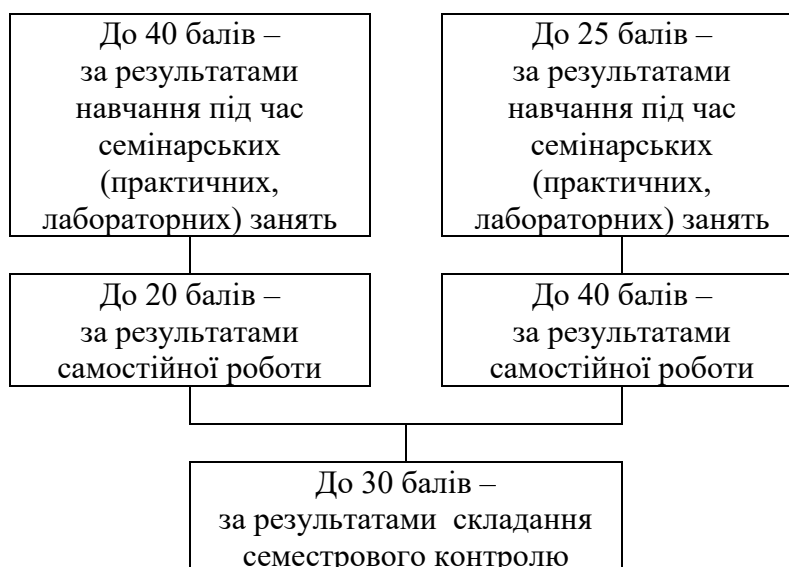 До 40 балів –
за результатами
навчання під час
семінарських
(практичних,
лабораторних) занять
До 25 балів –
за результатами
навчання під час
семінарських
(практичних,
лабораторних) занять
До 20 балів –
за результатами
самостійної роботи
До 40 балів –
за результатами
самостійної роботи
До 30 балів –
за результатами складання
семестрового контролю